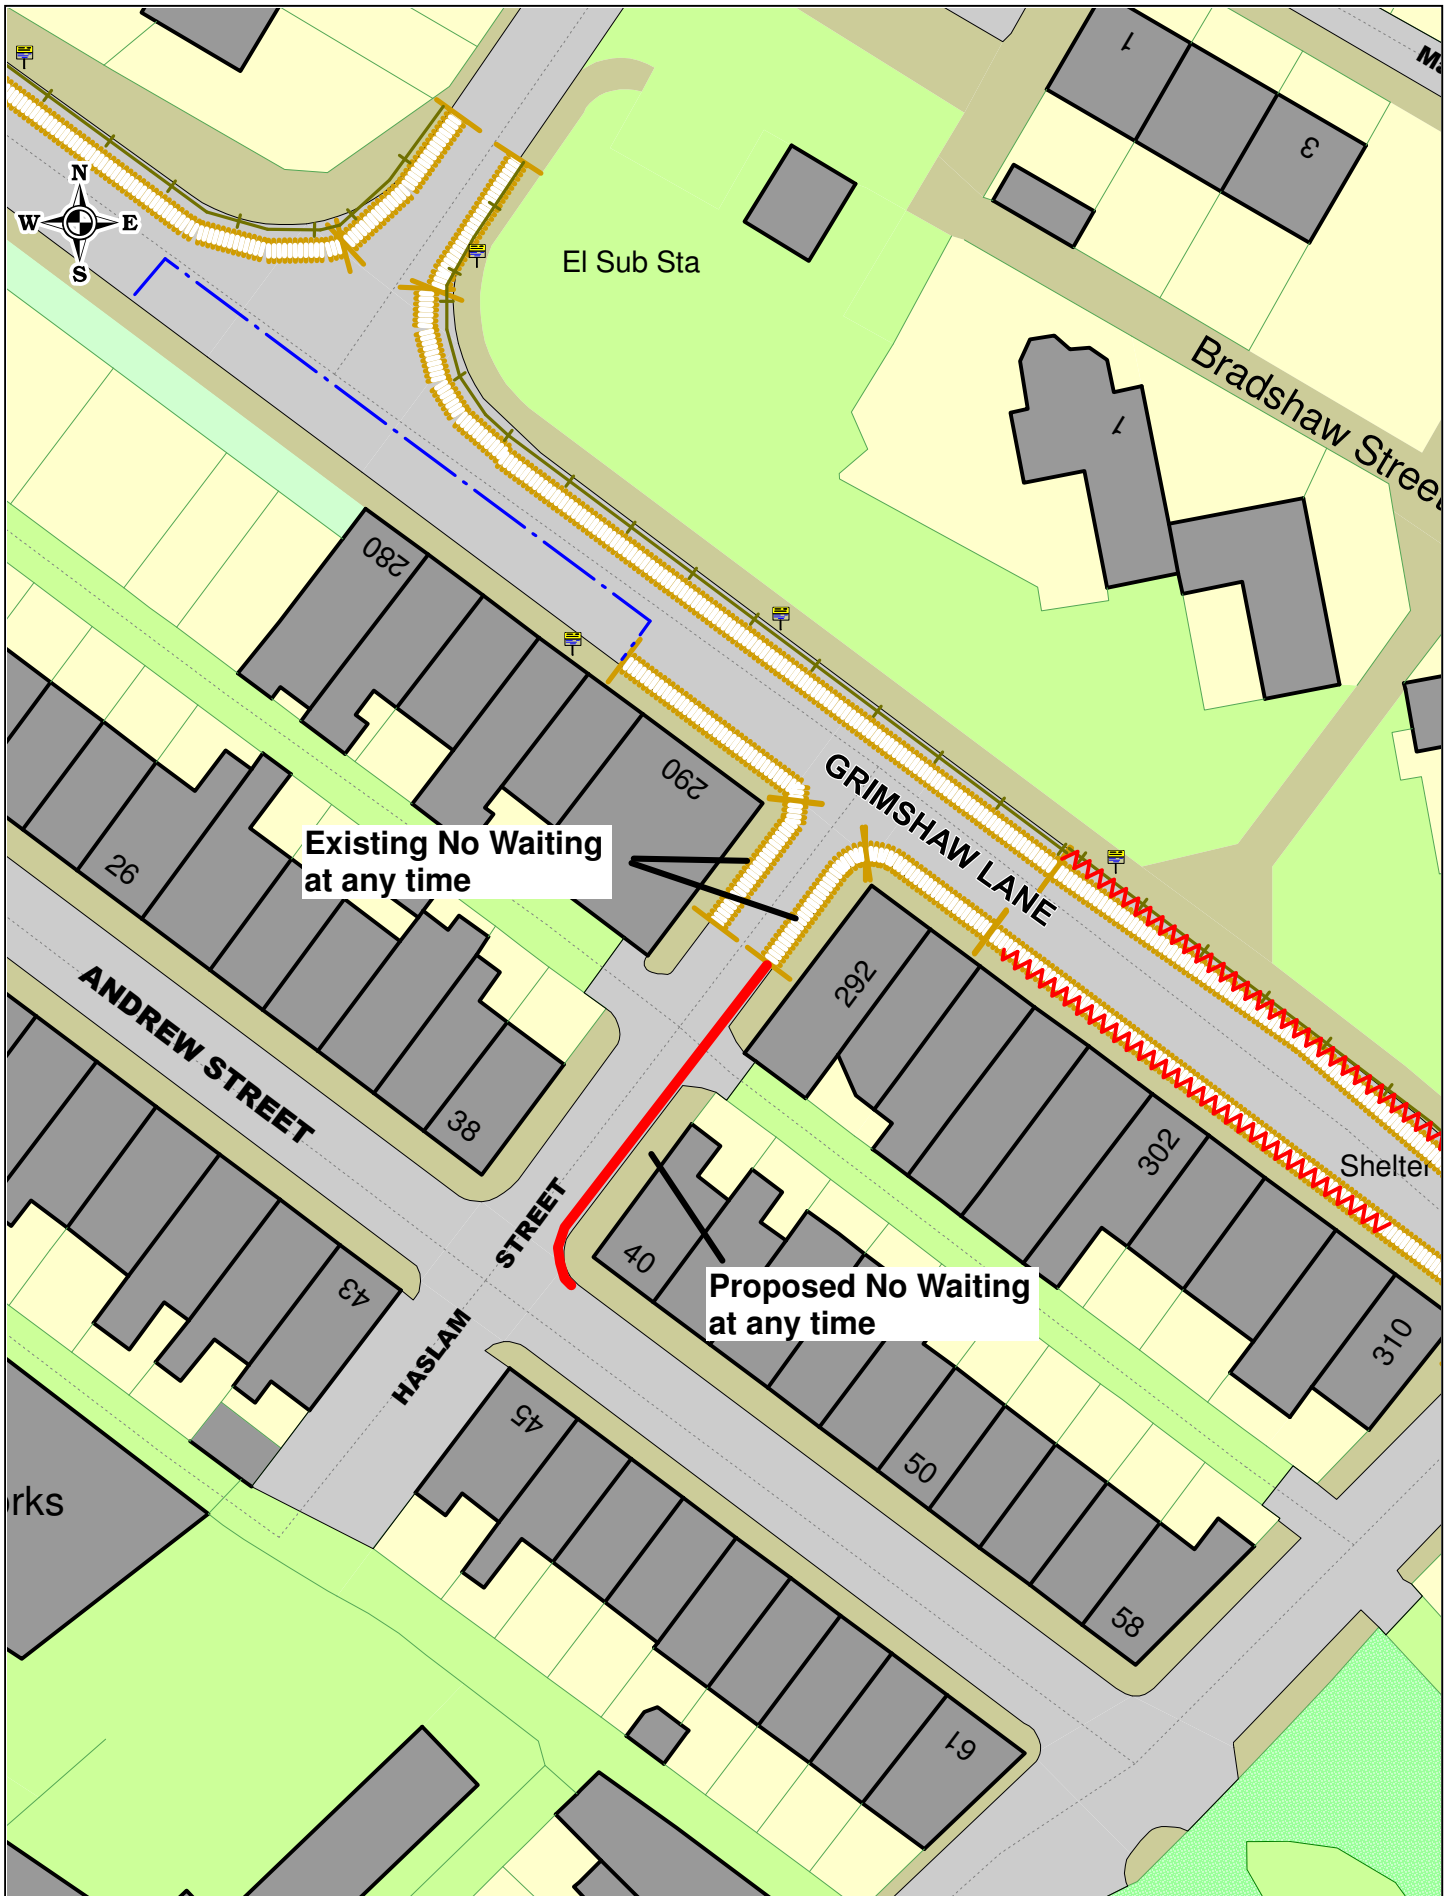 Ma
1
3
N
W E
S
El Sub Sta
Bradshaw Street
1
280
290
GRIMSHAW LANE
Existing No Waiting
at any time
26
292
ANDREW STREET
38
302
Shelter
STREET
40
43
Proposed No Waiting
at any time
HASLAM
310
45
50
rks
58
61